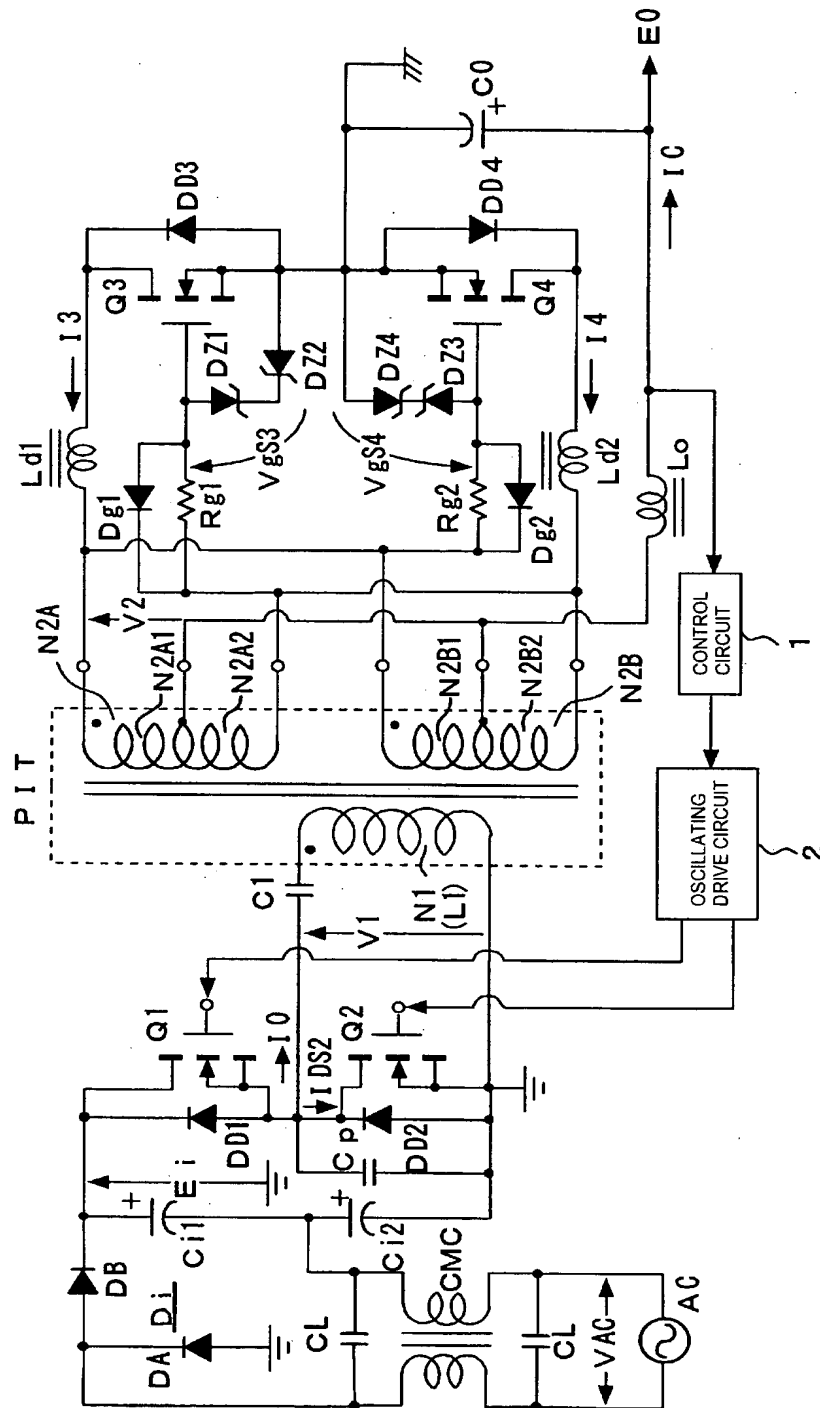 PIT
N2A
N2A1
N2A2
N2B1
N2B2
N2B
V2
Ld1
I3
Dg1
Rg1
VgS3
DZ1
DZ2
Q3
DD3
VgS4
DZ4
DZ3
Rg2
Dg2
Q4
DD4
I4
Ld2
Lo
C0
+
IC
E0
C1
N1
(L1)
V1
Q1
I0
IDS2
Q2
DD1
Cp
DD2
Ei
+
Ci1
+
Ci2
DB
Di
DA
CL
CMC
CL
VAC
AC
CONTROL
CIRCUIT
1
OSCILLATING
DRIVE CIRCUIT
2